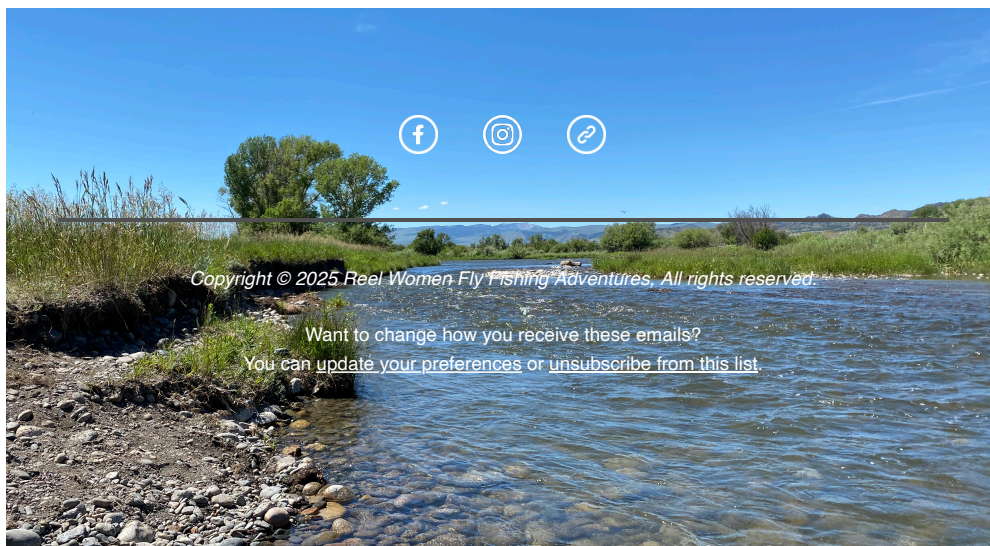 Copyright © 2025 Reel Women Fly Fishing Adventures, All rights reserved.
Want to change how you receive these emails?
You can update your preferences or unsubscribe from this list.